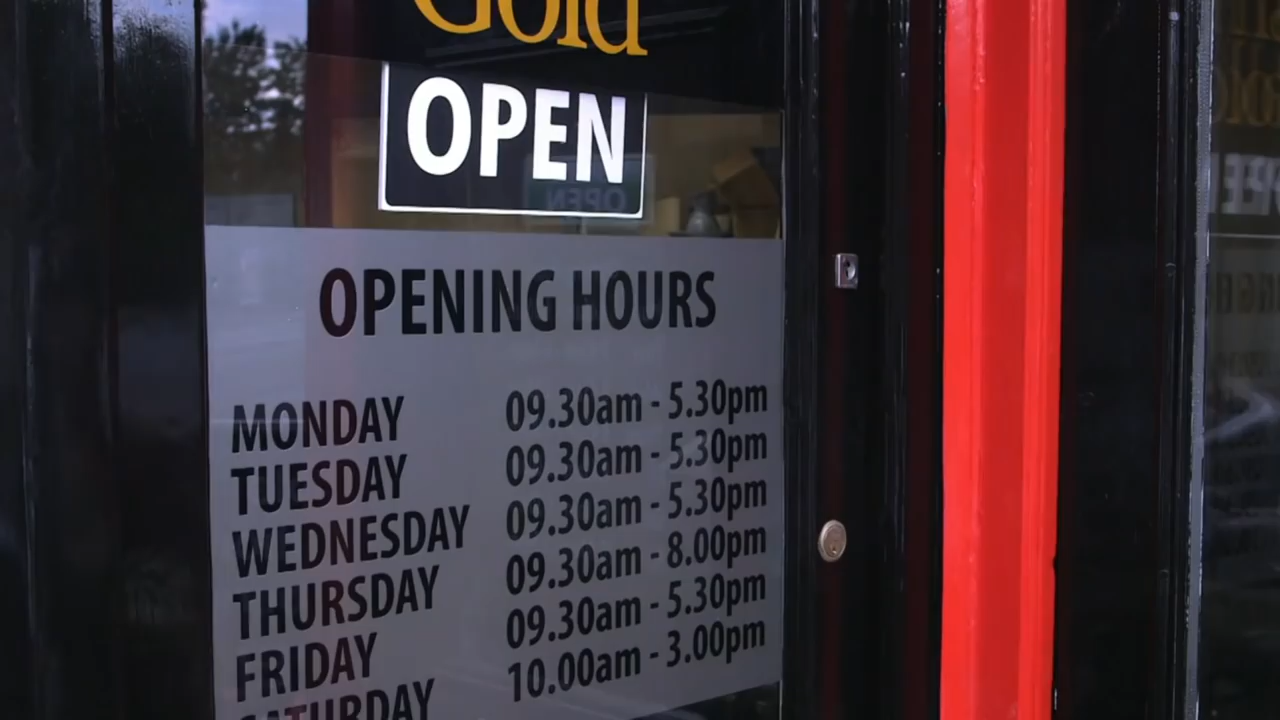 Gold
OPEN
OPENING HOURS
MONDAY 09.30am - 5.30pm
TUESDAY 09.30am - 5.30pm
WEDNESDAY 09.30am - 5.30pm
THURSDAY 09.30am - 8.00pm
FRIDAY 09.30am - 5.30pm
SATURDAY 10.00am - 3.00pm